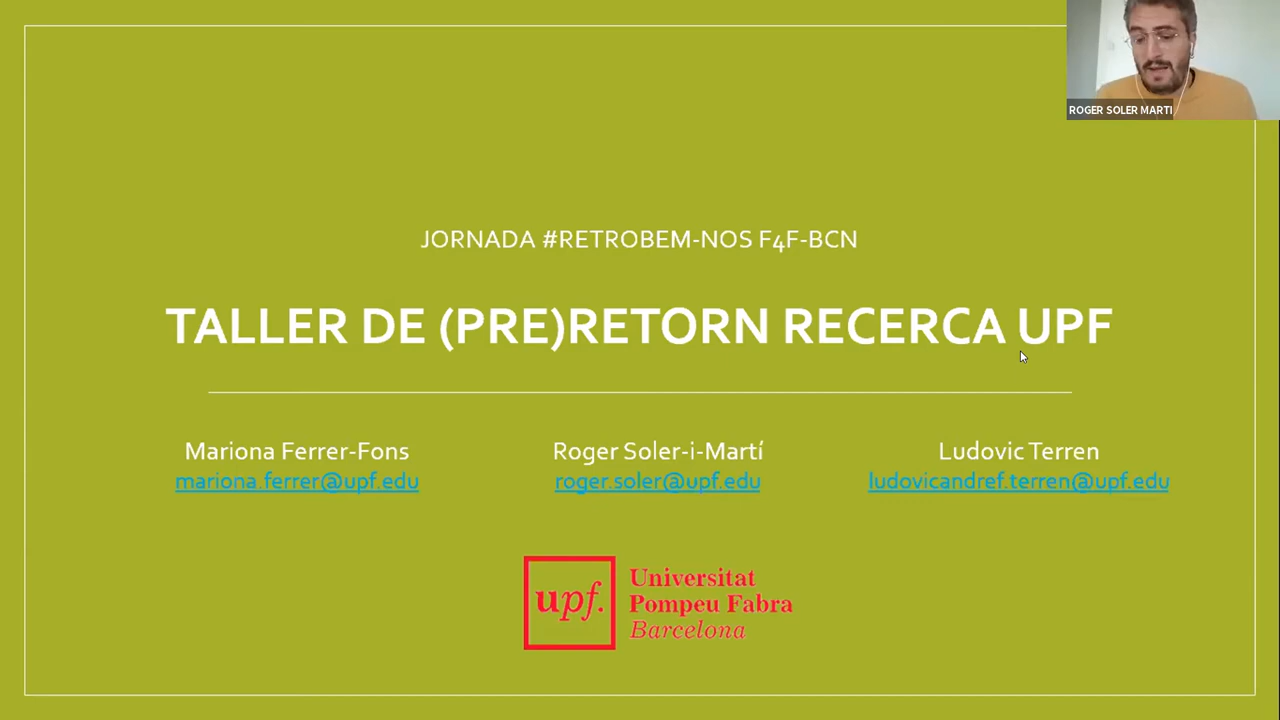 ROGER SOLER MARTI
JORNADA #RETROBEM-NOS F4F-BCN
TALLER DE (PRE)RETORN RECERCA UPF
Mariona Ferrer-Fons
mariona.ferrer@upf.edu
Roger Soler-i-Martí
roger.soler@upf.edu
Ludovic Terren
ludovicandref.terren@upf.edu
upf.
Universitat
Pompeu Fabra
Barcelona